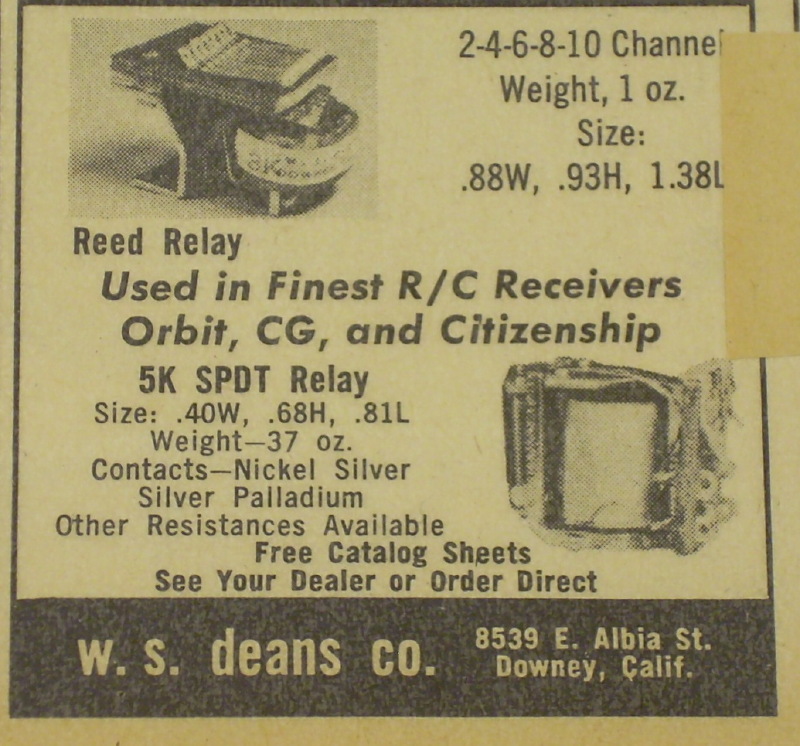 2-4-6-8-10 Channel
Weight, 1 oz.
Size:
.88W, .93H, 1.38L
Reed Relay
Used in Finest R/C Receivers
Orbit, CG, and Citizenship
5K SPDT Relay
Size: .40W, .68H, .81L
Weight—37 oz.
Contacts—Nickel Silver
Silver Palladium
Other Resistances Available
Free Catalog Sheets
See Your Dealer or Order Direct
w. s. deans co.
8539 E. Albia St.
Downey, Calif.